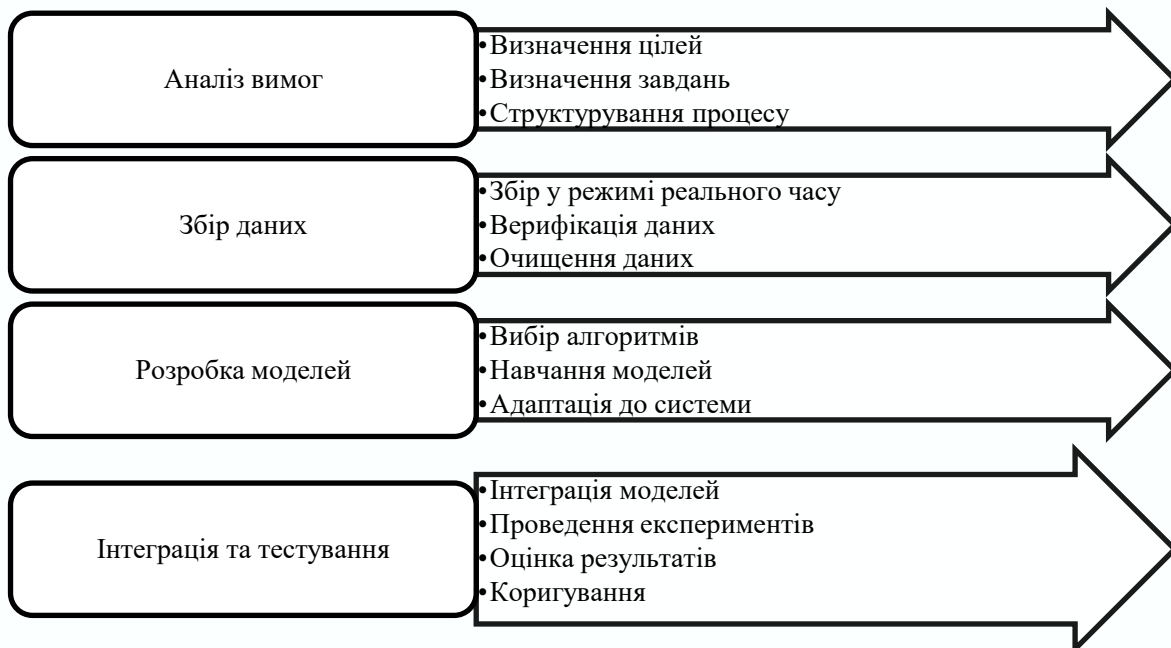 Аналіз вимог
•Визначення цілей
•Визначення завдань
•Структурування процесу
Збір даних
•Збір у режимі реального часу
•Верифікація даних
•Очищення даних
Розробка моделей
•Вибір алгоритмів
•Навчання моделей
•Адаптація до системи
Інтеграція та тестування
•Інтеграція моделей
•Проведення експериментів
•Оцінка результатів
•Коригування